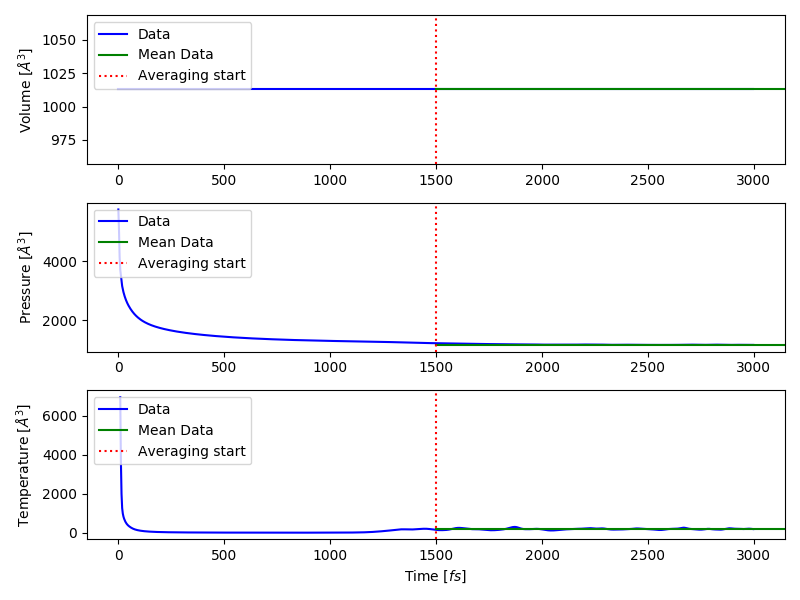 Volume [Å³]
1050
1025
1000
975
Data
Mean Data
Averaging start
0 500 1000 1500 2000 2500 3000
Pressure [Å³]
4000
2000
Data
Mean Data
Averaging start
0 500 1000 1500 2000 2500 3000
Temperature [Å³]
6000
4000
2000
0
Data
Mean Data
Averaging start
0 500 1000 1500 2000 2500 3000
Time [fs]